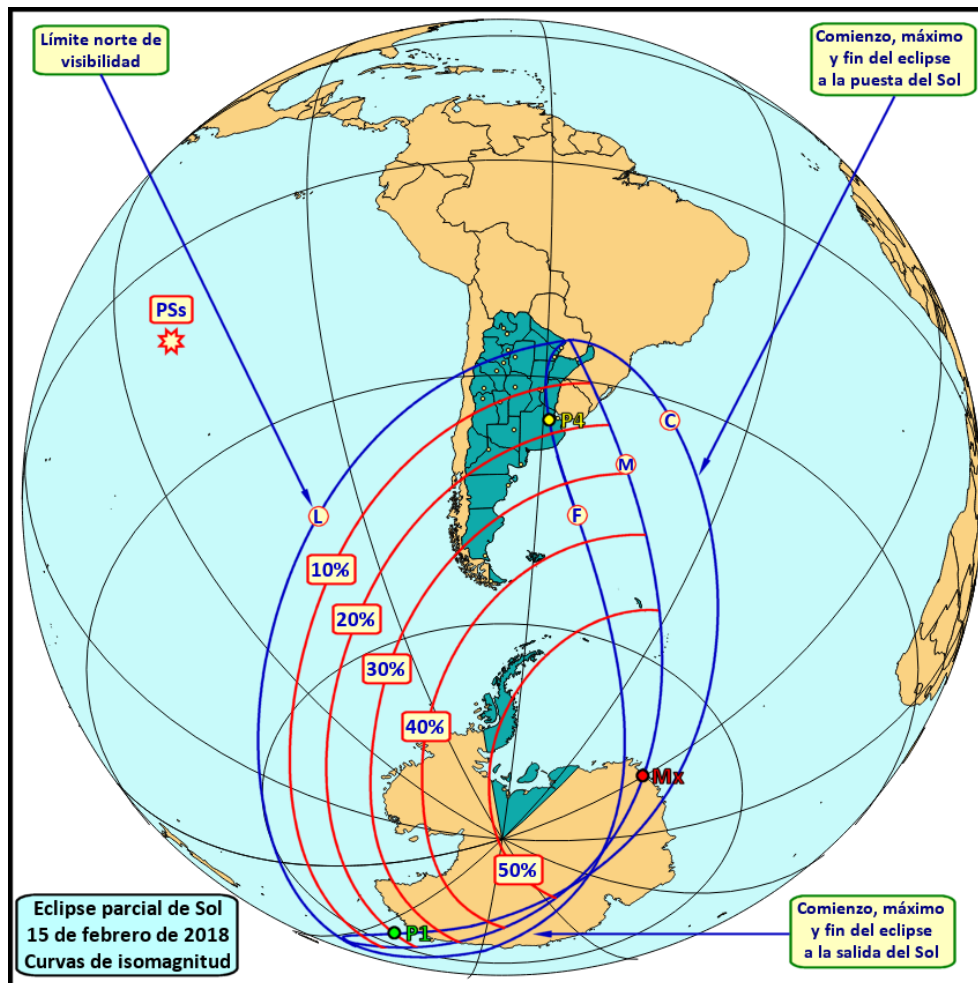 Límite norte de
visibilidad
Comienzo, máximo
y fin del eclipse
a la puesta del Sol
PSs
P4
C
M
L
F
10%
20%
30%
40%
Mx
50%
P1
Eclipse parcial de Sol
15 de febrero de 2018
Curvas de isomagnitud
Comienzo, máximo
y fin del eclipse
a la salida del Sol